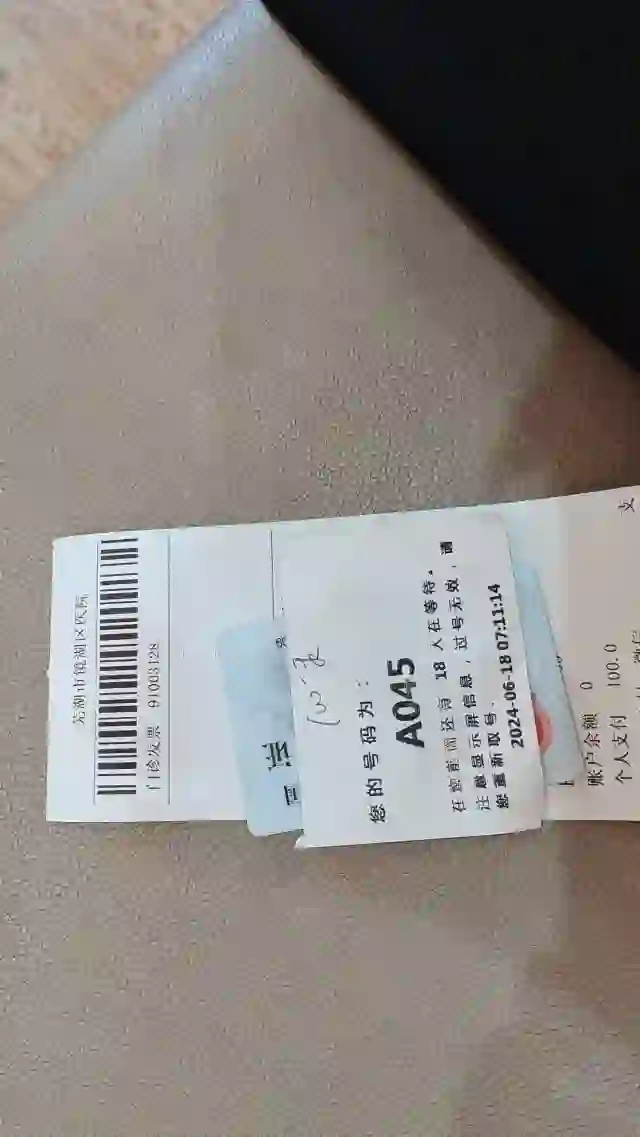 芜湖市镜湖区医院
门诊发票 91003128
您的号码为：
A045
在您前面还有 18 人在等待。
注意显示屏信息，过号无效，请
您重新取号.
2024-06-18 07:11:14
账户余额 0
个人支付 100.0
支